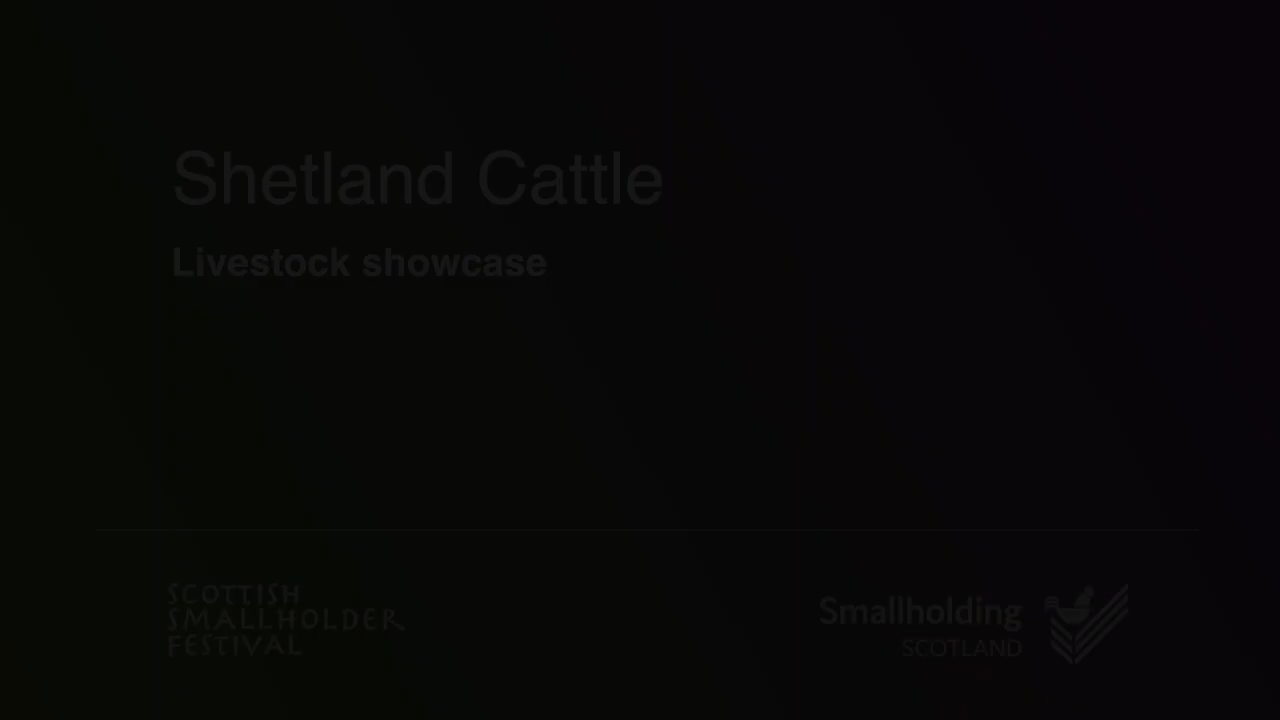 Shetland Cattle
Livestock showcase
SCOTTISH
SMALLHOLDER
FESTIVAL
Smallholding
SCOTLAND